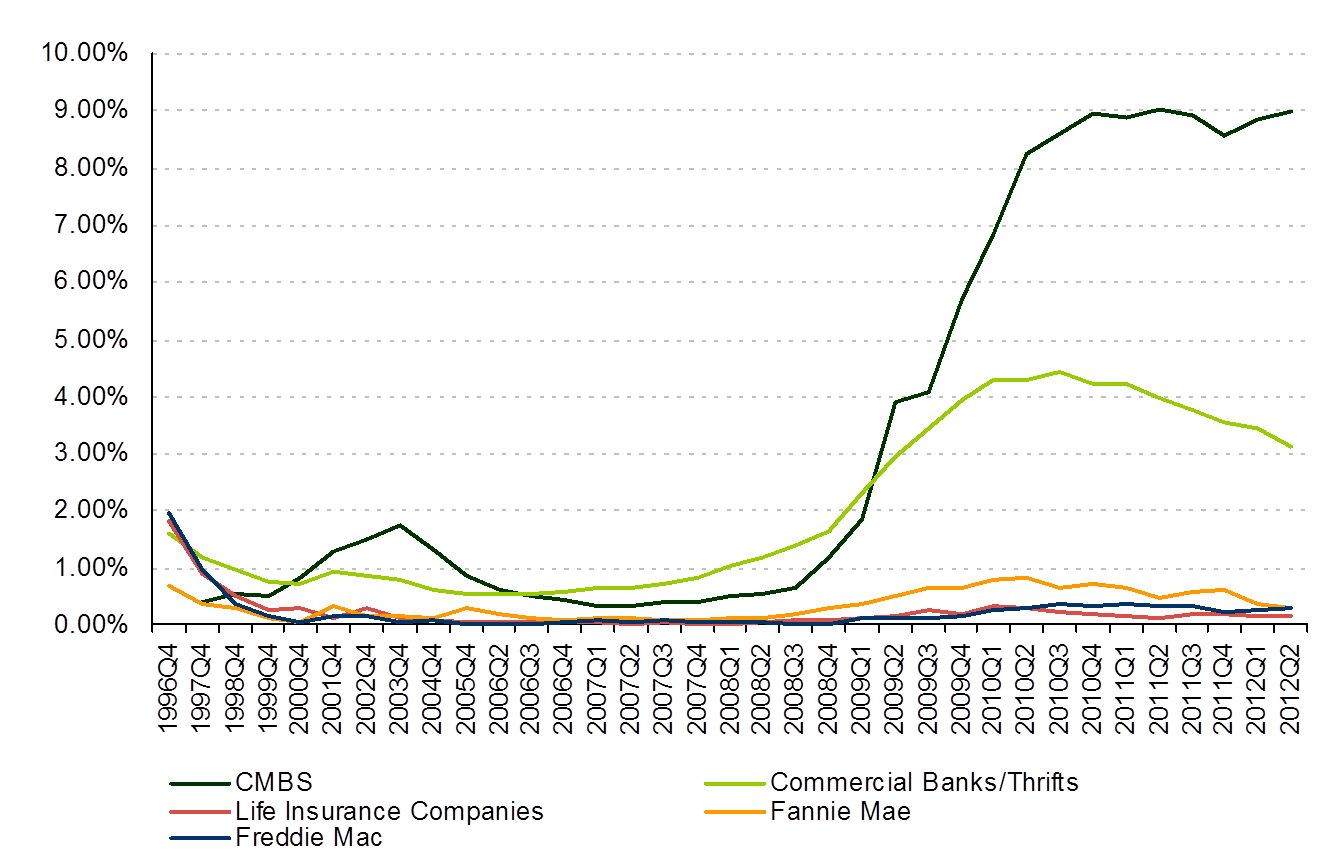 10.00%
9.00%
8.00%
7.00%
6.00%
5.00%
4.00%
3.00%
2.00%
1.00%
0.00%
1996Q4
1997Q4
1998Q4
1999Q4
2000Q4
2001Q4
2002Q4
2003Q4
2004Q4
2005Q4
2006Q2
2006Q3
2006Q4
2007Q1
2007Q2
2007Q3
2007Q4
2008Q1
2008Q2
2008Q3
2008Q4
2009Q1
2009Q2
2009Q3
2009Q4
2010Q1
2010Q2
2010Q3
2010Q4
2011Q1
2011Q2
2011Q3
2011Q4
2012Q1
2012Q2
CMBS
Commercial Banks/Thrifts
Life Insurance Companies
Fannie Mae
Freddie Mac